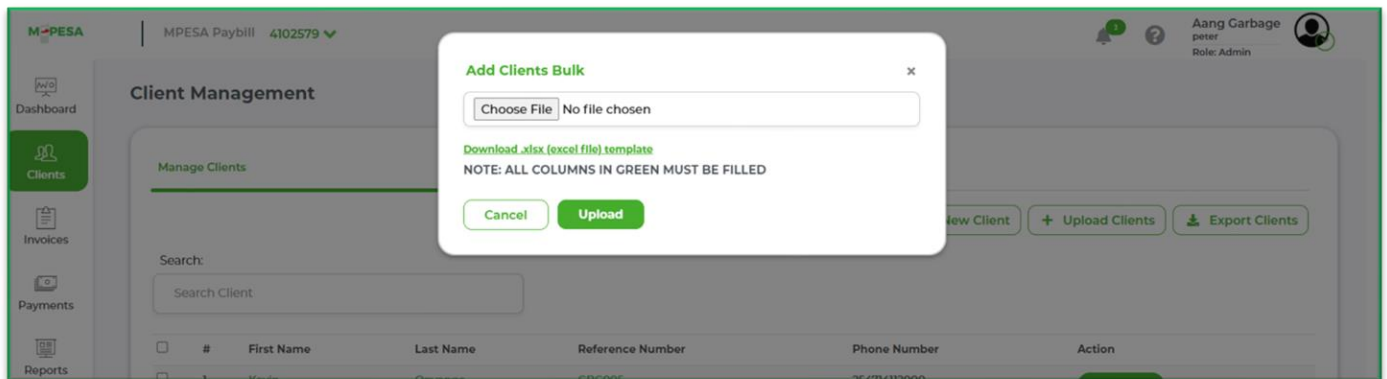 M-PESA
MPESA Paybill 4102579
1
Aang Garbage
peter
Role: Admin
Dashboard
Clients
Invoices
Payments
Reports
Client Management
Add Clients Bulk
×
Choose File No file chosen
Download .xlsx (excel file) template
NOTE: ALL COLUMNS IN GREEN MUST BE FILLED
Cancel Upload
Manage Clients
New Client + Upload Clients Export Clients
Search:
Search Client
# First Name Last Name Reference Number Phone Number Action